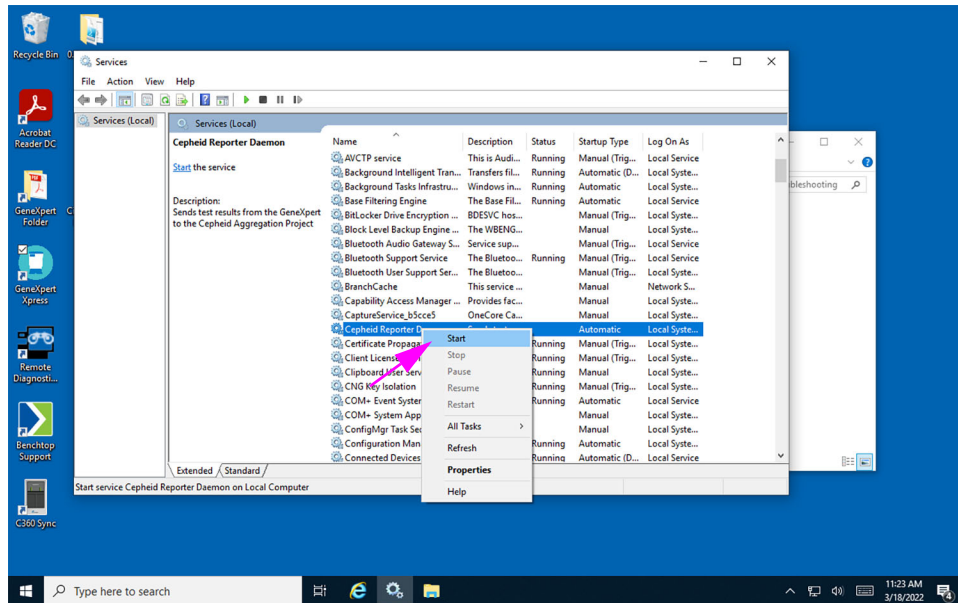 Recycle Bin
Services
File Action View Help
Services (Local)
Services (Local)
Cepheid Reporter Daemon
Start the service
Description:
Sends test results from the GeneXpert
to the Cepheid Aggregation Project
Name Description Status Startup Type Log On As
AVCTP service This is Audi... Running Manual (Trig... Local Service
Background Intelligent Tran... Transfers fil... Running Automatic (D... Local Syste...
Background Tasks Infrastru... Windows in... Running Automatic Local Syste...
Base Filtering Engine The Base Fil... Running Automatic Local Service
BitLocker Drive Encryption ... BDESVC hos... Manual (Trig... Local Syste...
Block Level Backup Engine ... The WBENG... Manual Local Syste...
Bluetooth Audio Gateway S... Service sup... Manual (Trig... Local Service
Bluetooth Support Service The Bluetoo... Running Manual (Trig... Local Service
Bluetooth User Support Ser... The Bluetoo... Manual (Trig... Local Syste...
BranchCache This service ... Manual Network S...
Capability Access Manager ... Provides fac... Manual Local Syste...
CaptureService_b5cce5 OneCore Ca... Manual Local Syste...
Cepheid Reporter D Automatic Local Syste...
Certificate Propaga Running Manual (Trig... Local Syste...
Client License Running Manual (Trig... Local Syste...
Clipboard User Serv Running Manual Local Syste...
CNG Key Isolation Running Manual (Trig... Local Syste...
COM+ Event Syster Running Automatic Local Service
COM+ System App Manual Local Syste...
ConfigMgr Task Se Manual Local Syste...
Configuration Man Running Automatic Local Syste...
Connected Devices Running Automatic (D... Local Service
Start
Stop
Pause
Resume
Restart
All Tasks
Refresh
Properties
Help
Extended Standard
Start service Cepheid Reporter Daemon on Local Computer
bleshooting
Acrobat
Reader DC
GeneXpert
Folder
GeneXpert
Xpress
Remote
Diagnosti...
Benchtop
Support
C360 Sync
Type here to search
11:23 AM
3/18/2022
4